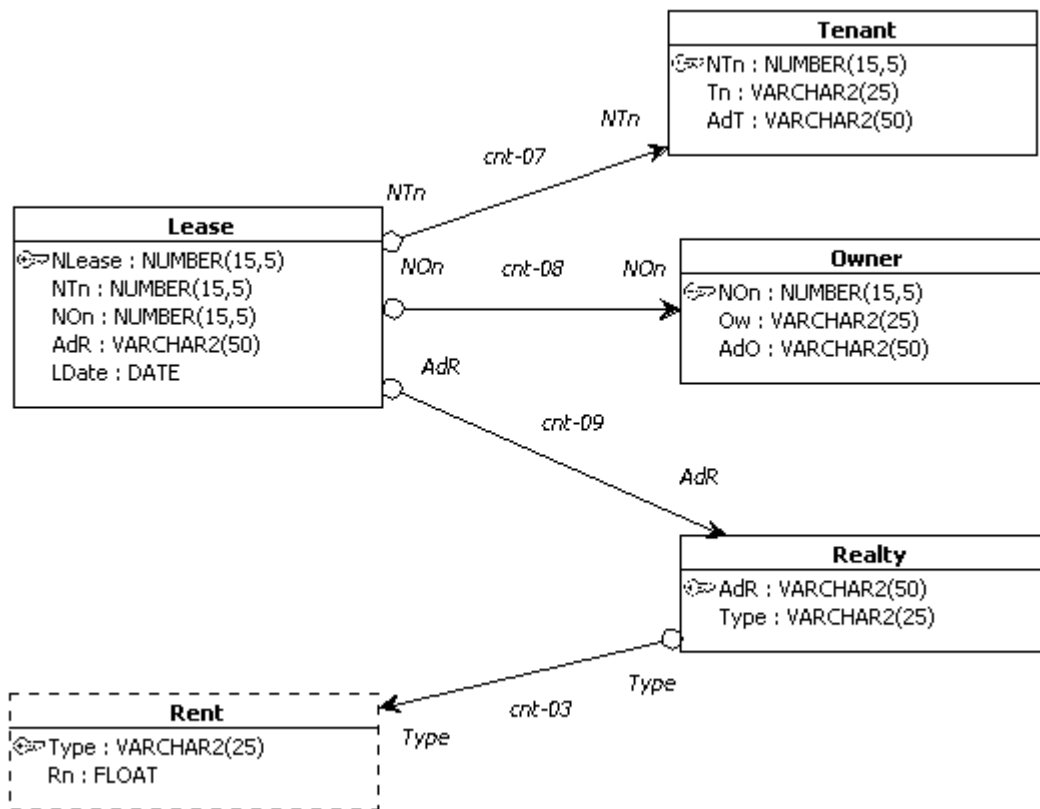 Tenant
NTn : NUMBER(15,5)
Tn : VARCHAR2(25)
AdT : VARCHAR2(50)
NTn
cnt-07
NTn
Lease
NLease : NUMBER(15,5)
NTn : NUMBER(15,5)
NOn : NUMBER(15,5)
AdR : VARCHAR2(50)
LDate : DATE
NOn
cnt-08
NOn
Owner
NOn : NUMBER(15,5)
Ow : VARCHAR2(25)
AdO : VARCHAR2(50)
AdR
cnt-09
AdR
Realty
AdR : VARCHAR2(50)
Type : VARCHAR2(25)
Type
cnt-03
Type
Rent
Type : VARCHAR2(25)
Rn : FLOAT